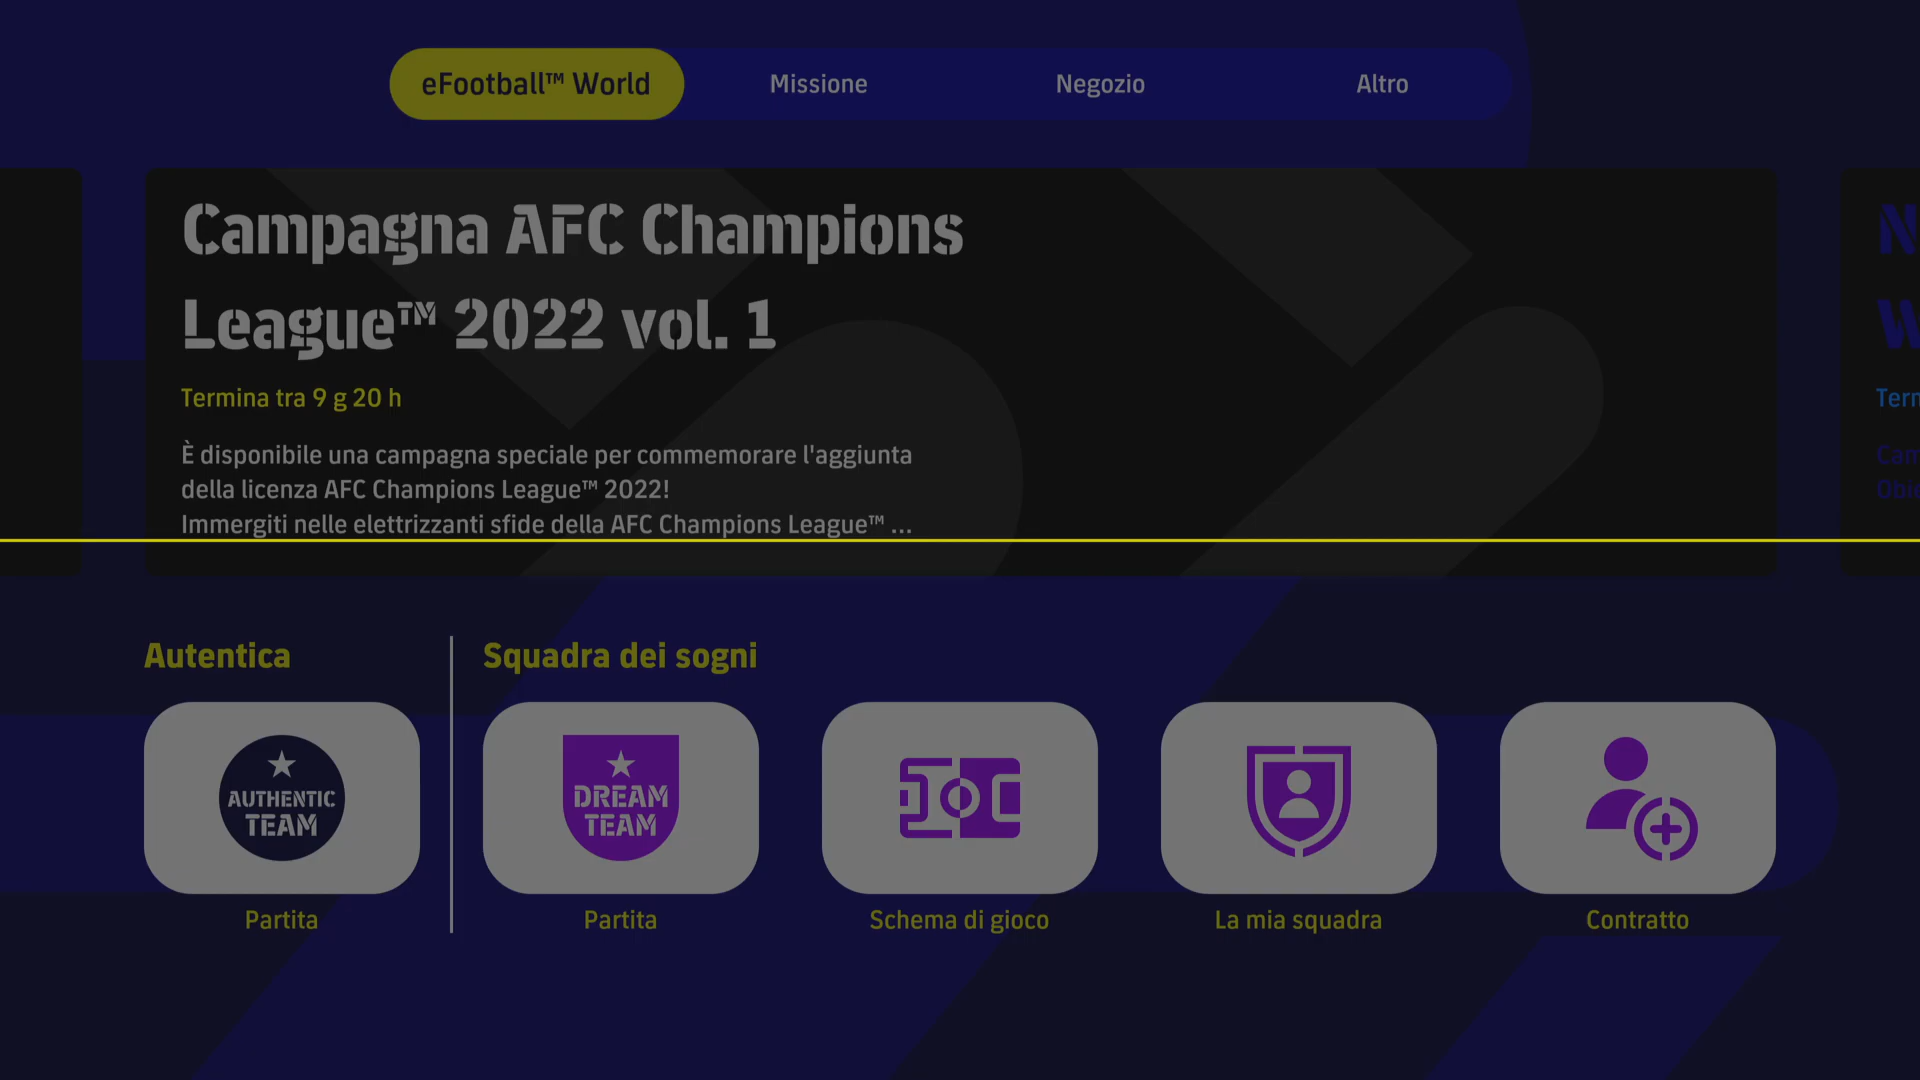 eFootball™ World
Missione
Negozio
Altro
Campagna AFC Champions
League™ 2022 vol. 1
Termina tra 9 g 20 h
È disponibile una campagna speciale per commemorare l'aggiunta
della licenza AFC Champions League™ 2022!
Immergiti nelle elettrizzanti sfide della AFC Champions League™ ...
Autentica
Squadra dei sogni
AUTHENTIC
TEAM
DREAM
TEAM
Partita
Partita
Schema di gioco
La mia squadra
Contratto